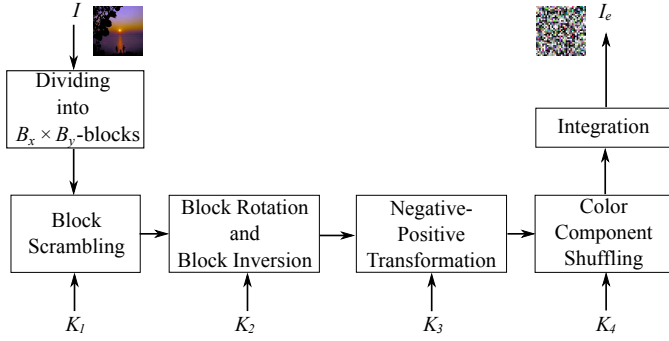 I
I_e
Dividing
into
B_x × B_y-blocks
Integration
Block
Scrambling
Block Rotation
and
Block Inversion
Negative-
Positive
Transformation
Color
Component
Shuffling
K_1
K_2
K_3
K_4